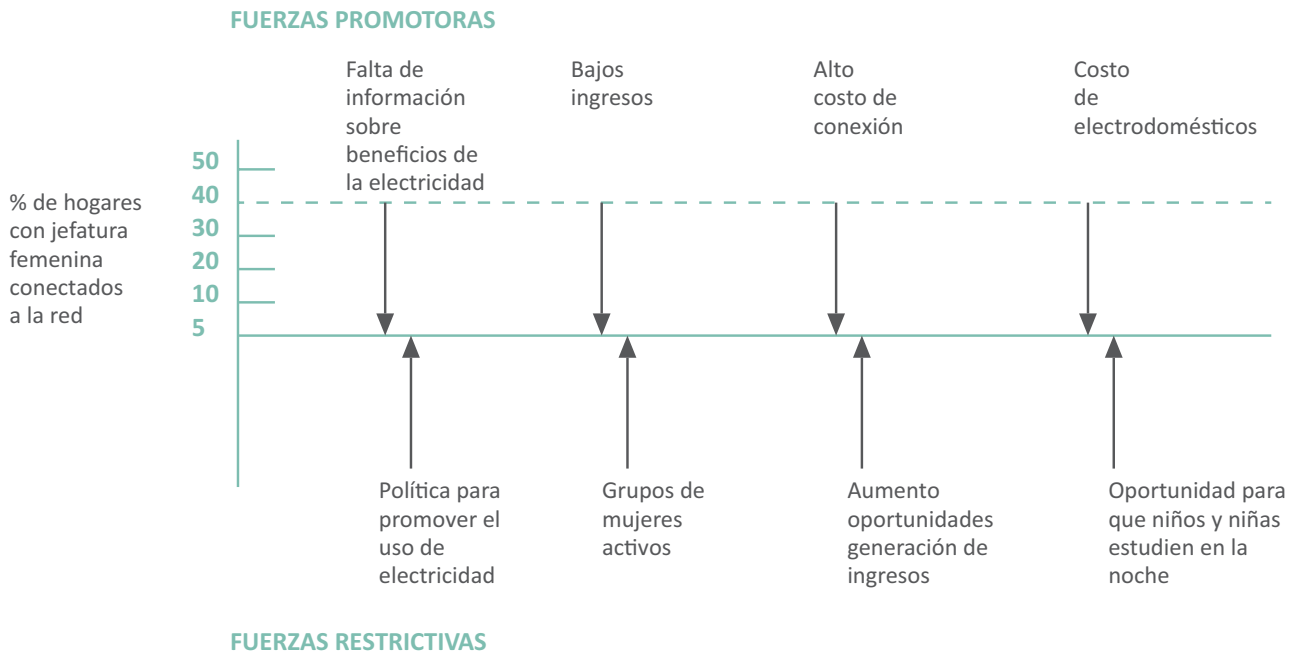 FUERZAS PROMOTORAS
Falta de
información
sobre
beneficios de
la electricidad
Bajos
ingresos
Alto
costo de
conexión
Costo
de
electrodomésticos
% de hogares
con jefatura
femenina
conectados
a la red
50
40
30
20
10
5
Política para
promover el
uso de
electricidad
Grupos de
mujeres
activos
Aumento
oportunidades
generación de
ingresos
Oportunidad para
que niños y niñas
estudien en la
noche
FUERZAS RESTRICTIVAS